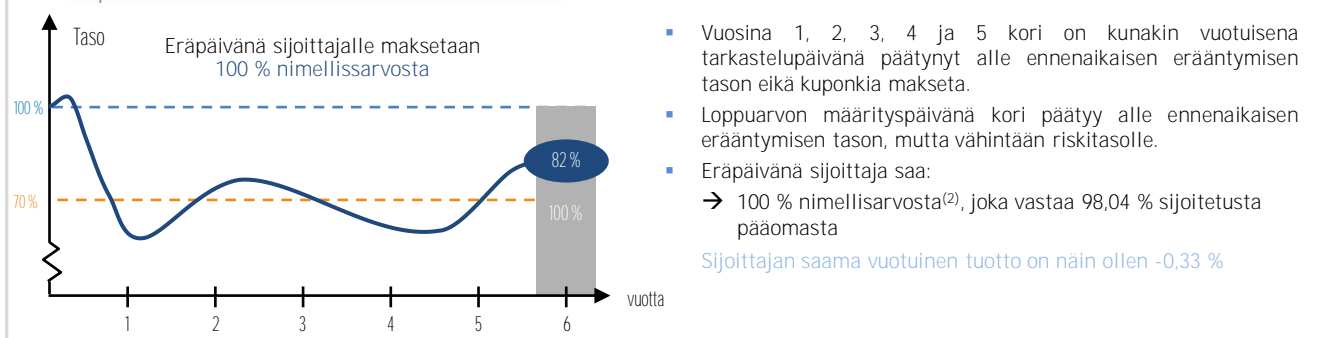 Taso
Eräpäivänä sijoittajalle maksetaan
100 % nimellissarvosta
100 %
82 %
70 %
100 %
vuotta
1 2 3 4 5 6
▪ Vuosina 1, 2, 3, 4 ja 5 kori on kunakin vuotuisena
tarkastelupäivänä päätynyt alle ennenaikaisen erääntymisen
tason eikä kuponkia makseta.
▪ Loppuarvon määrityspäivänä kori päätyy alle ennenaikaisen
erääntymisen tason, mutta vähintään riskitasolle.
▪ Eräpäivänä sijoittaja saa:
→ 100 % nimellisarvosta(2), joka vastaa 98,04 % sijoitetusta
pääomasta
Sijoittajan saama vuotuinen tuotto on näin ollen -0,33 %